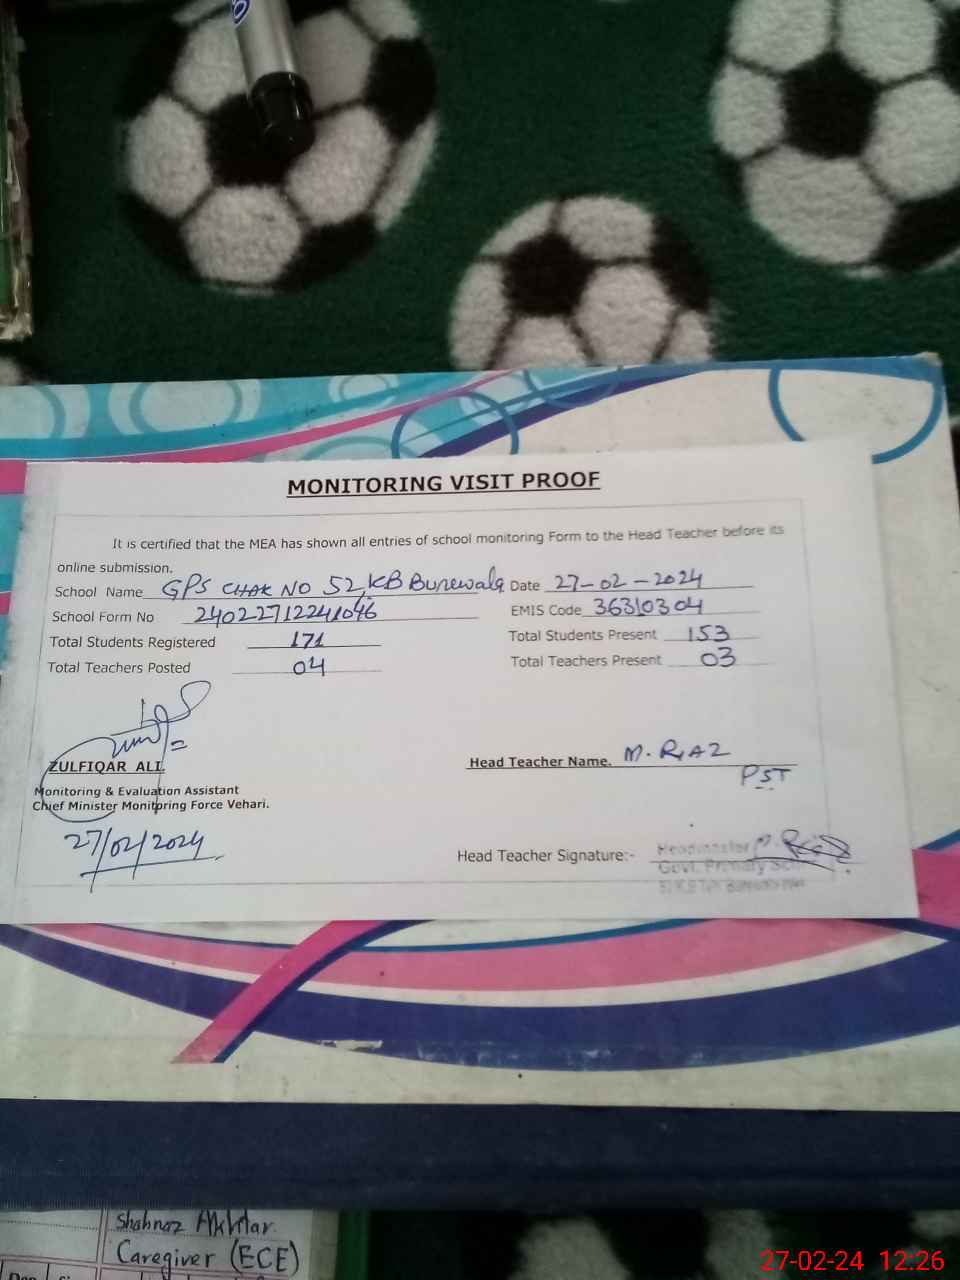 MONITORING VISIT PROOF
It is certified that the MEA has shown all entries of school monitoring Form to the Head Teacher before its
online submission.
School Name GPS CHAK NO 52, KB Burewala Date 27-02-2024
School Form No 24022712241046 EMIS Code 36310304
Total Students Registered 171 Total Students Present 153
Total Teachers Posted 04 Total Teachers Present 03
ZULFIQAR ALI.
Head Teacher Name. M. RIAZ
PST
Monitoring & Evaluation Assistant
Chief Minister Monitoring Force Vehari.
27/02/2024
Head Teacher Signature:- Headmaster
Govt. Primary
Shahnaz Akhtar
Caregiver (ECE)
27-02-24 12:26